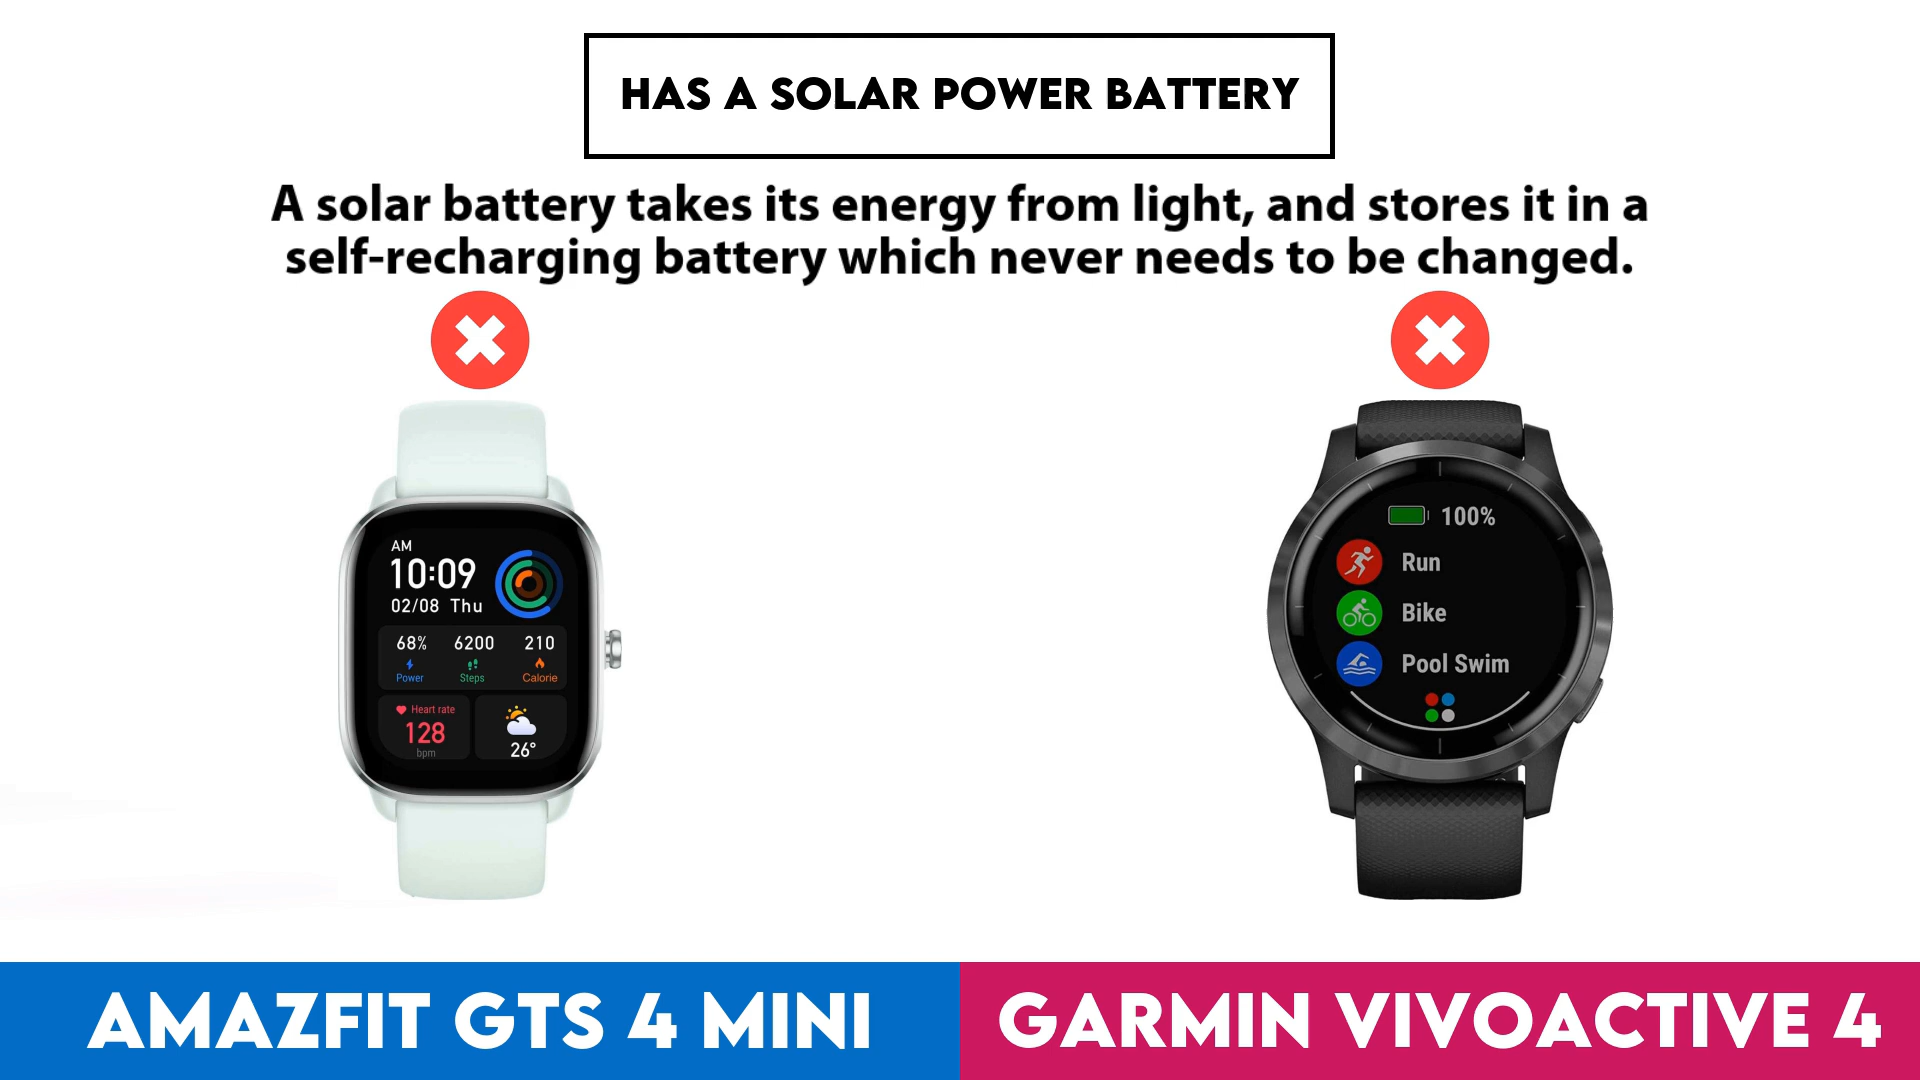 HAS A SOLAR POWER BATTERY
A solar battery takes its energy from light, and stores it in a
self-recharging battery which never needs to be changed.
AM
10:09
02/08 Thu
68% 6200 210
Power Steps Calorie
Heart rate
128
bpm
26°
100%
Run
Bike
Pool Swim
AMAZFIT GTS 4 MINI
GARMIN VIVOACTIVE 4